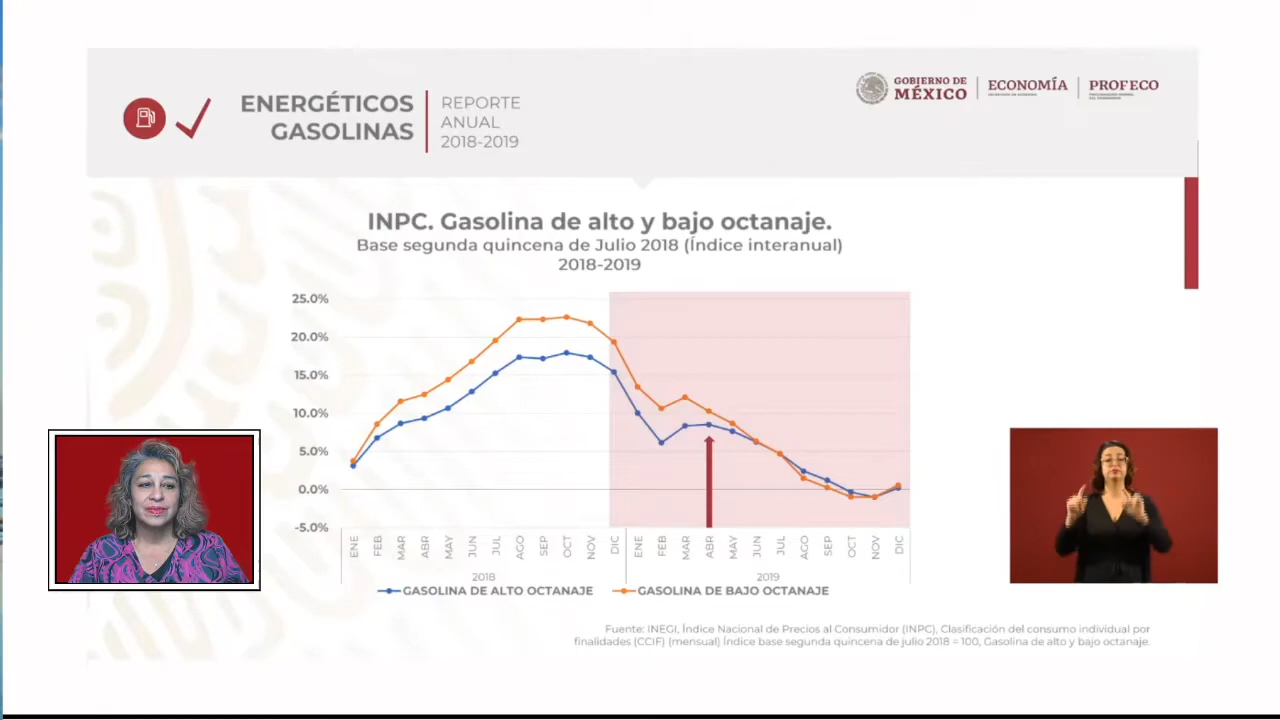 ENERGÉTICOS
GASOLINAS
REPORTE
ANUAL
2018-2019
GOBIERNO DE
MÉXICO
ECONOMÍA
PROFECO
INPC. Gasolina de alto y bajo octanaje.
Base segunda quincena de Julio 2018 (Índice interanual)
2018-2019
25.0%
20.0%
15.0%
10.0%
5.0%
0.0%
-5.0%
ENE FEB MAR ABR MAY JUN JUL AGO SEP OCT NOV DIC ENE FEB MAR ABR MAY JUN JUL AGO SEP OCT NOV DIC
2018 2019
GASOLINA DE ALTO OCTANAJE GASOLINA DE BAJO OCTANAJE
Fuente: INEGI, Índice Nacional de Precios al Consumidor (INPC), Clasificación del consumo individual por
finalidades (CCIF) (mensual) Índice base segunda quincena de julio 2018 = 100, Gasolina de alto y bajo octanaje.